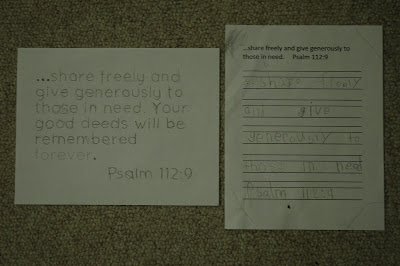 ...share freely and
give generously to
those in need. Your
good deeds will be
remembered
forever.
Psalm 112:9
...share freely and give generously to
those in need. Psalm 112:9
share freely
give
generously to
those in need
Psalm 112:9